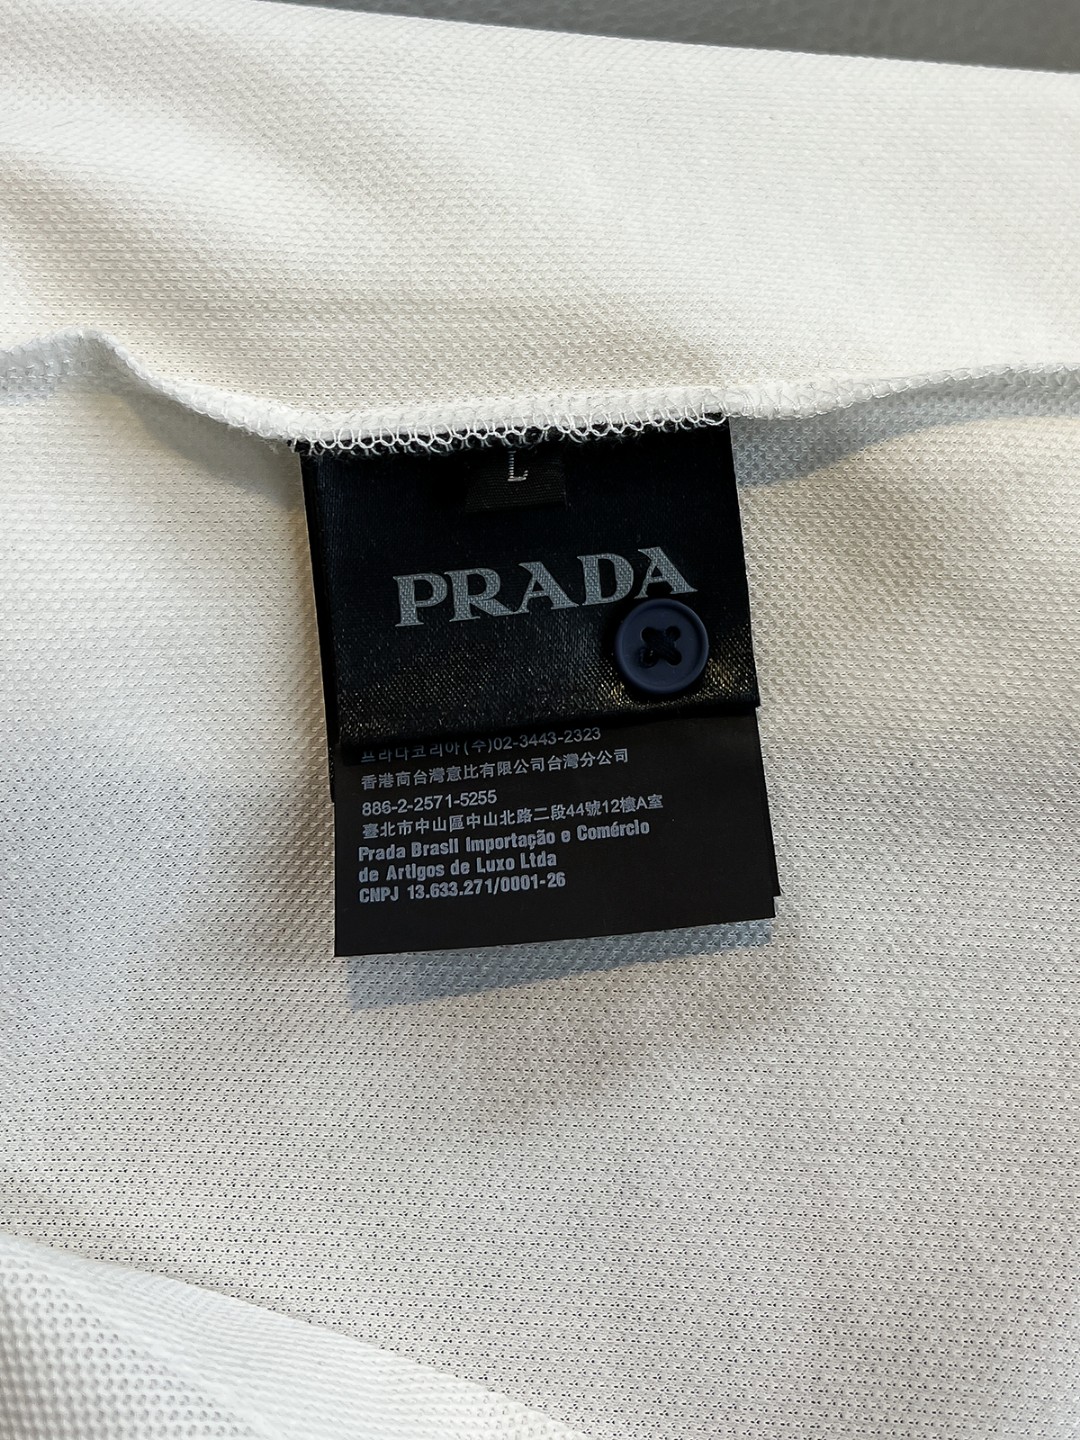 L
PRADA
프라다코리아(주)02-3443-2323
香港商台灣意比有限公司台灣分公司
886-2-2571-5255
臺北市中山區中山北路二段44號12樓A室
Prada Brasil Importação e Comércio
de Artigos de Luxo Ltda
CNPJ 13.633.271/0001-26